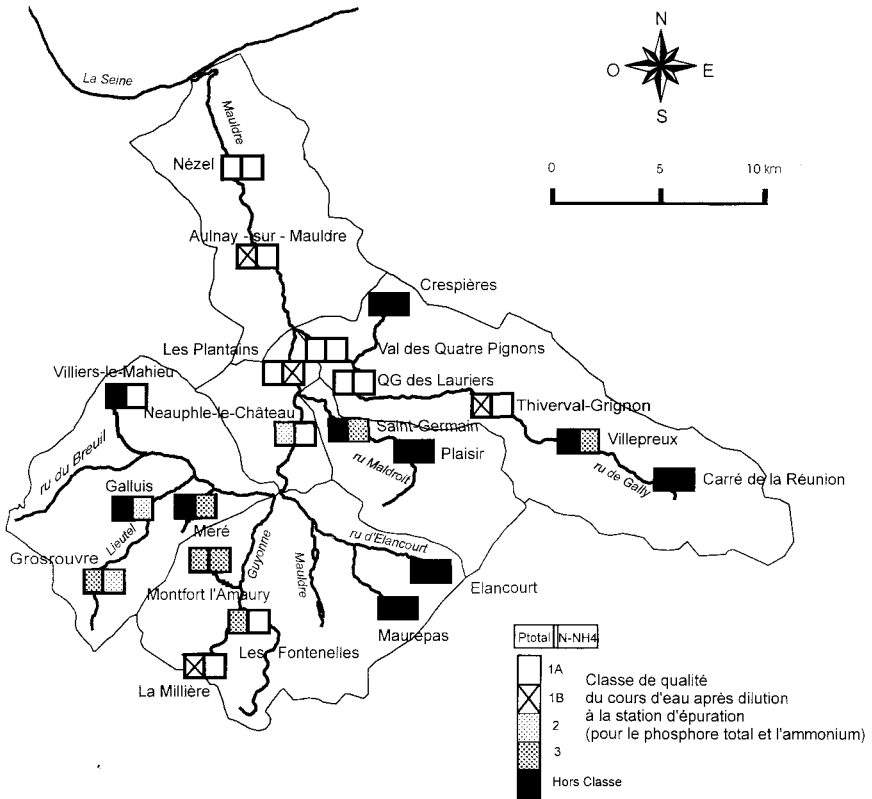 N
O
E
S
La Seine
0
5
10 km
Mauldre
Nézel
Aulnay - sur - Mauldre
Crespières
Les Plantains
Val des Quatre Pignons
Villiers-le-Mahieu
QG des Lauriers
Neauphle-le-Château
Thiverval-Grignon
Saint-Germain
Villepreux
ru du Breuil
Plaisir
ru Maldroit
Carré de la Réunion
ru de Gally
Galluis
Méré
Lieutel
ru d'Elancourt
Grosrouvre
Guyonne
Mauldre
Montfort l'Amaury
Elancourt
Maurepas
Les Fontenelles
La Millière
Ptotal N-NH4
1A
Classe de qualité
1B
du cours d'eau après dilution
à la station d'épuration
2
(pour le phosphore total et l'ammonium)
3
Hors Classe